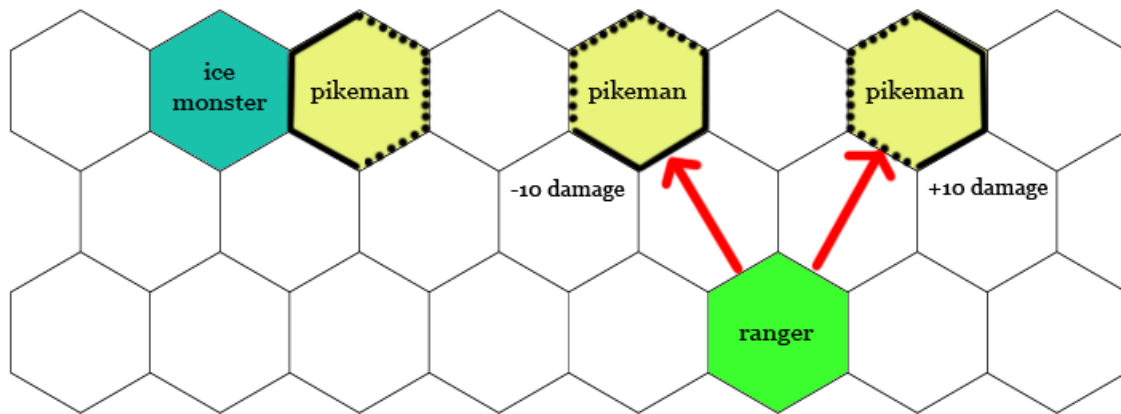 ice
monster
pikeman
pikeman
pikeman
-10 damage
+10 damage
ranger